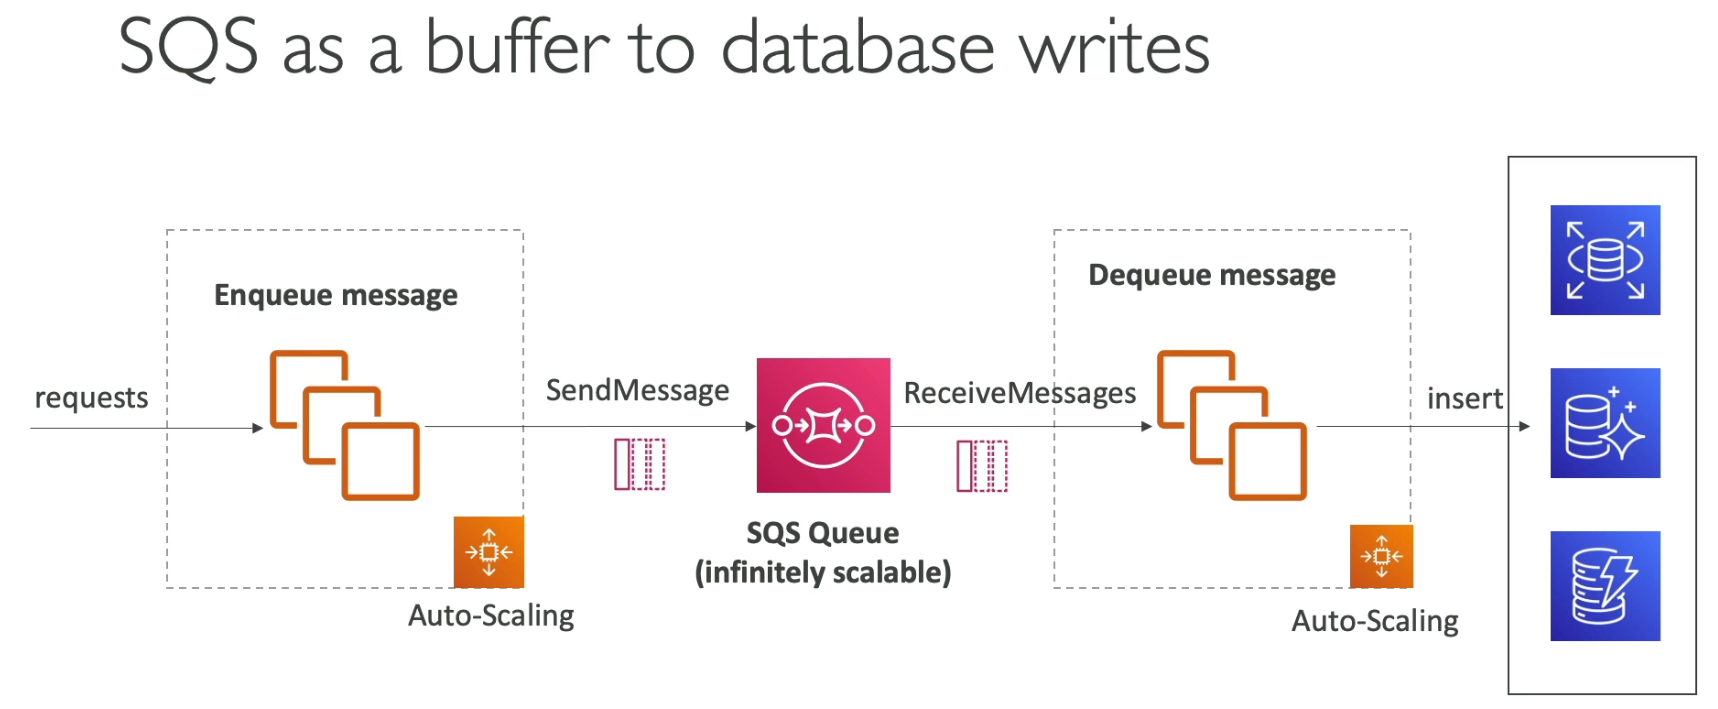 SQS as a buffer to database writes
requests
Enqueue message
Auto-Scaling
SendMessage
SQS Queue
(infinitely scalable)
ReceiveMessages
Dequeue message
Auto-Scaling
insert